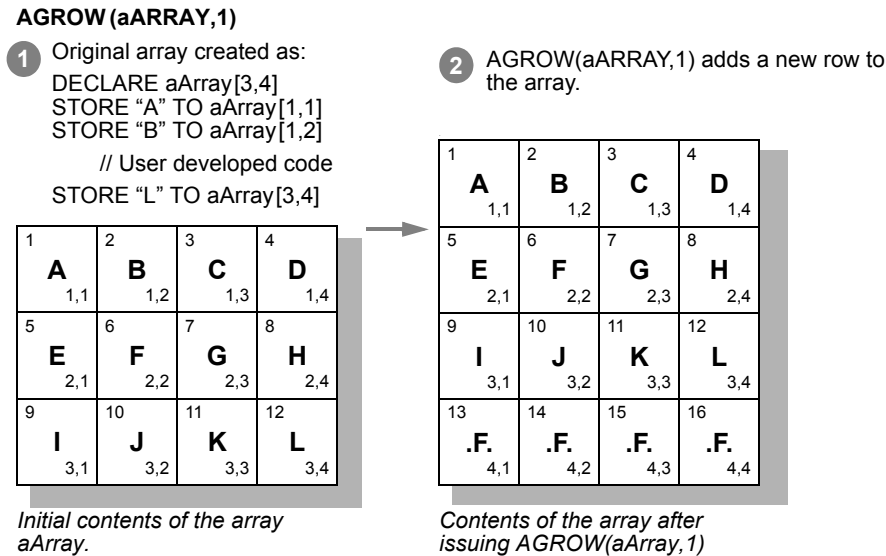 AGROW (aARRAY,1)
1
Original array created as:
DECLARE aArray[3,4]
STORE “A” TO aArray[1,1]
STORE “B” TO aArray[1,2]
// User developed code
STORE “L” TO aArray[3,4]
1 2 3 4
A B C D
1,1 1,2 1,3 1,4
5 6 7 8
E F G H
2,1 2,2 2,3 2,4
9 10 11 12
I J K L
3,1 3,2 3,3 3,4
Initial contents of the array
aArray.
2
AGROW(aARRAY,1) adds a new row to
the array.
1 2 3 4
A B C D
1,1 1,2 1,3 1,4
5 6 7 8
E F G H
2,1 2,2 2,3 2,4
9 10 11 12
I J K L
3,1 3,2 3,3 3,4
13 14 15 16
.F. .F. .F. .F.
4,1 4,2 4,3 4,4
Contents of the array after
issuing AGROW(aArray,1)